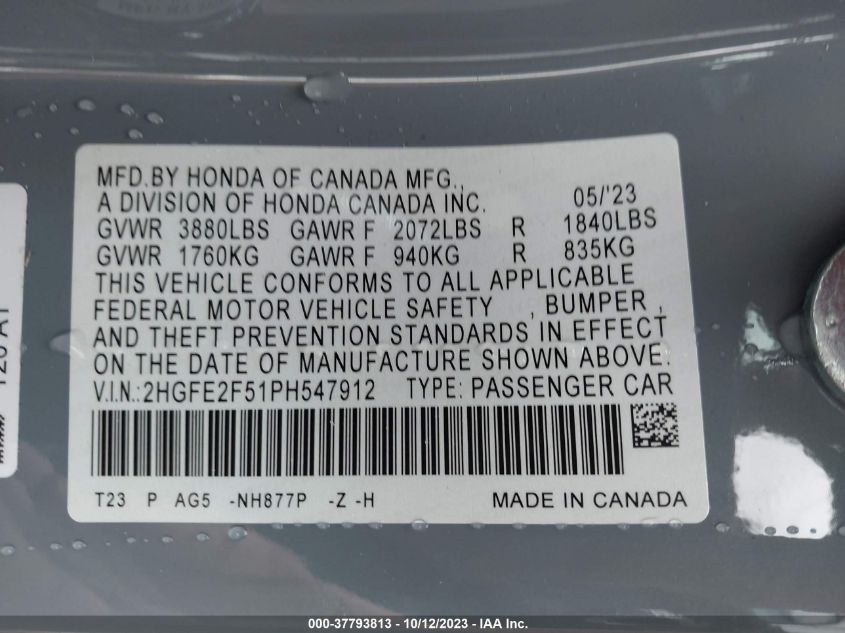 MFD.BY HONDA OF CANADA MFG.,
A DIVISION OF HONDA CANADA INC. 05/'23
GVWR 3880LBS GAWR F 2072LBS R 1840LBS
GVWR 1760KG GAWR F 940KG R 835KG
THIS VEHICLE CONFORMS TO ALL APPLICABLE
FEDERAL MOTOR VEHICLE SAFETY , BUMPER ,
AND THEFT PREVENTION STANDARDS IN EFFECT
ON THE DATE OF MANUFACTURE SHOWN ABOVE.
V.I.N.:2HGFE2F51PH547912 TYPE: PASSENGER CAR
T23 P AG5 -NH877P -Z -H MADE IN CANADA
000-37793813 - 10/12/2023 - IAA Inc.